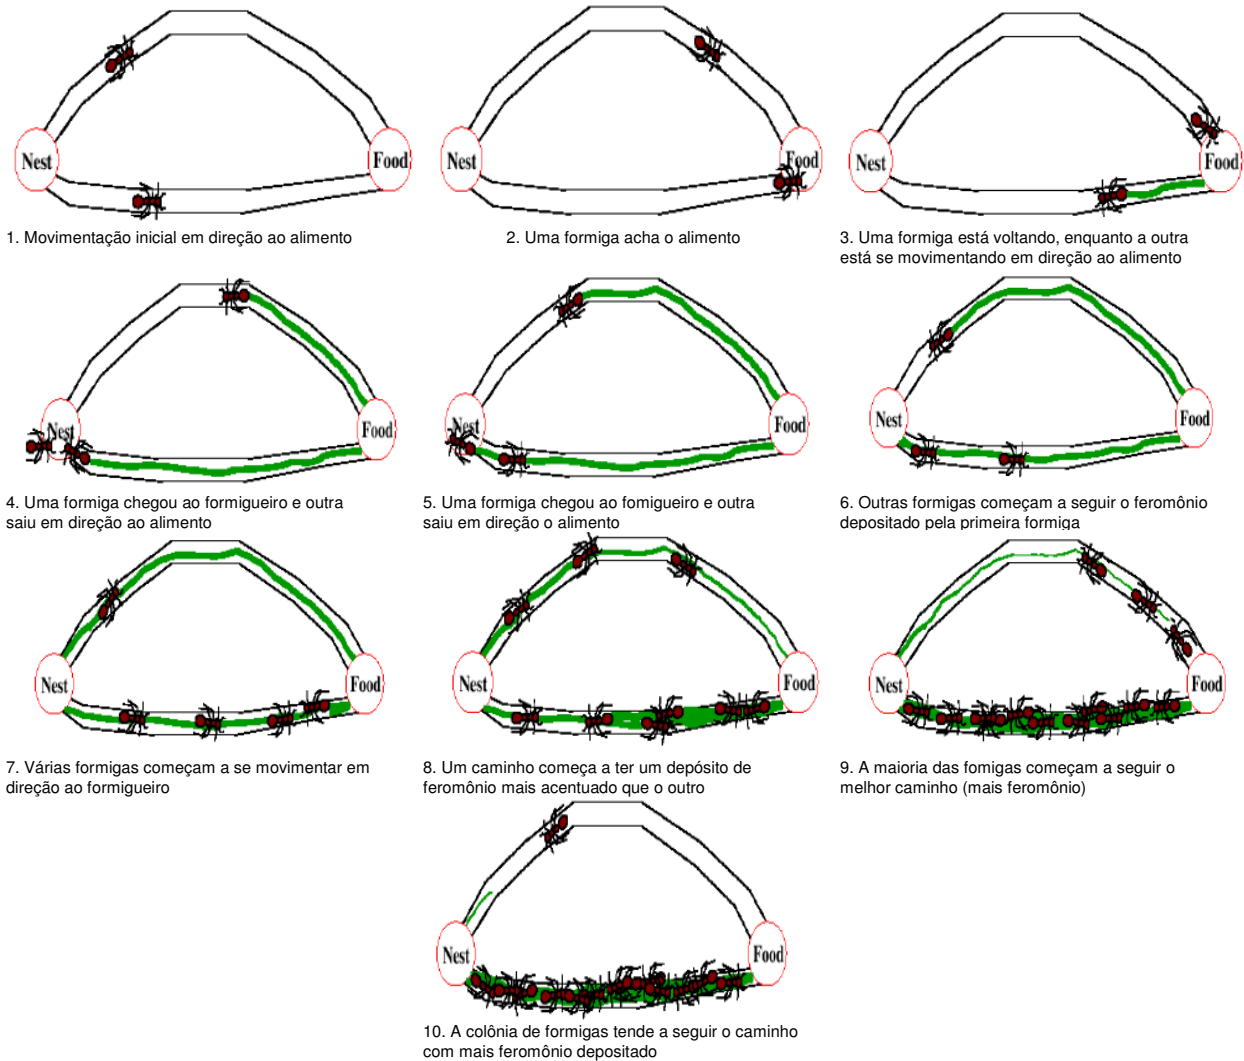 Nest
Food
1. Movimentação inicial em direção ao alimento
Nest
Food
2. Uma formiga acha o alimento
Nest
Food
3. Uma formiga está voltando, enquanto a outra
está se movimentando em direção ao alimento
Nest
Food
4. Uma formiga chegou ao formigueiro e outra
saiu em direção ao alimento
Nest
Food
5. Uma formiga chegou ao fomigueiro e outra
saiu em direção o alimento
Nest
Food
6. Outras formigas começam a seguir o feromônio
depositado pela primeira formiga
Nest
Food
7. Várias formigas começam a se movimentar em
direção ao formigueiro
Nest
Food
8. Um caminho começa a ter um depósito de
feromônio mais acentuado que o outro
Nest
Food
9. A maioria das fomigas começam a seguir o
melhor caminho (mais feromônio)
Nest
Food
10. A colônia de formigas tende a seguir o caminho
com mais feromônio depositado